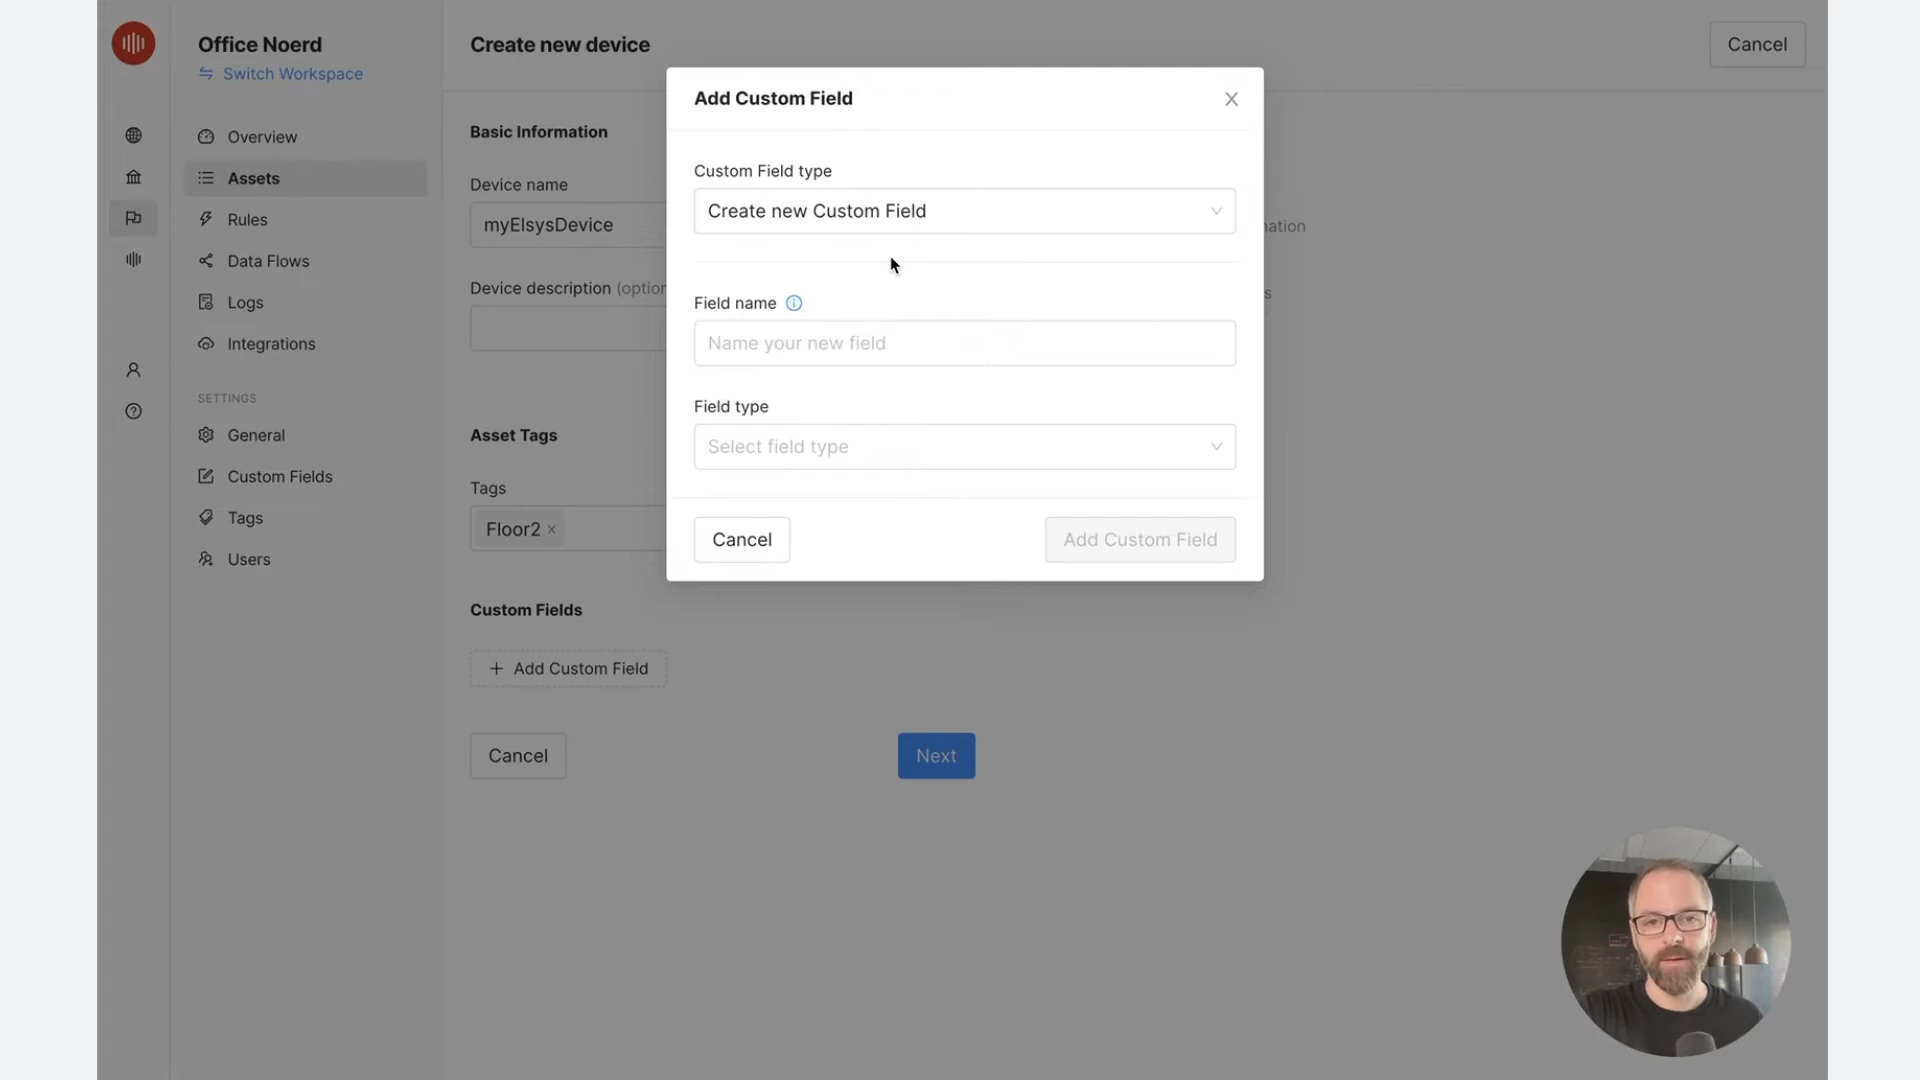 Office Noerd
Switch Workspace
Overview
Assets
Rules
Data Flows
Logs
Integrations
SETTINGS
General
Custom Fields
Tags
Users
Create new device
Cancel
Basic Information
Device name
myElsysDevice
Device description (option
Asset Tags
Tags
Floor2 ×
Custom Fields
+ Add Custom Field
Cancel
Next
Add Custom Field
Custom Field type
Create new Custom Field
Field name
Name your new field
Field type
Select field type
Cancel
Add Custom Field